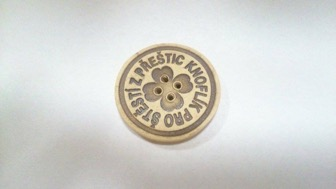 KNOFLÍK PRO ŠTĚSTÍ Z PŘEŠTIC